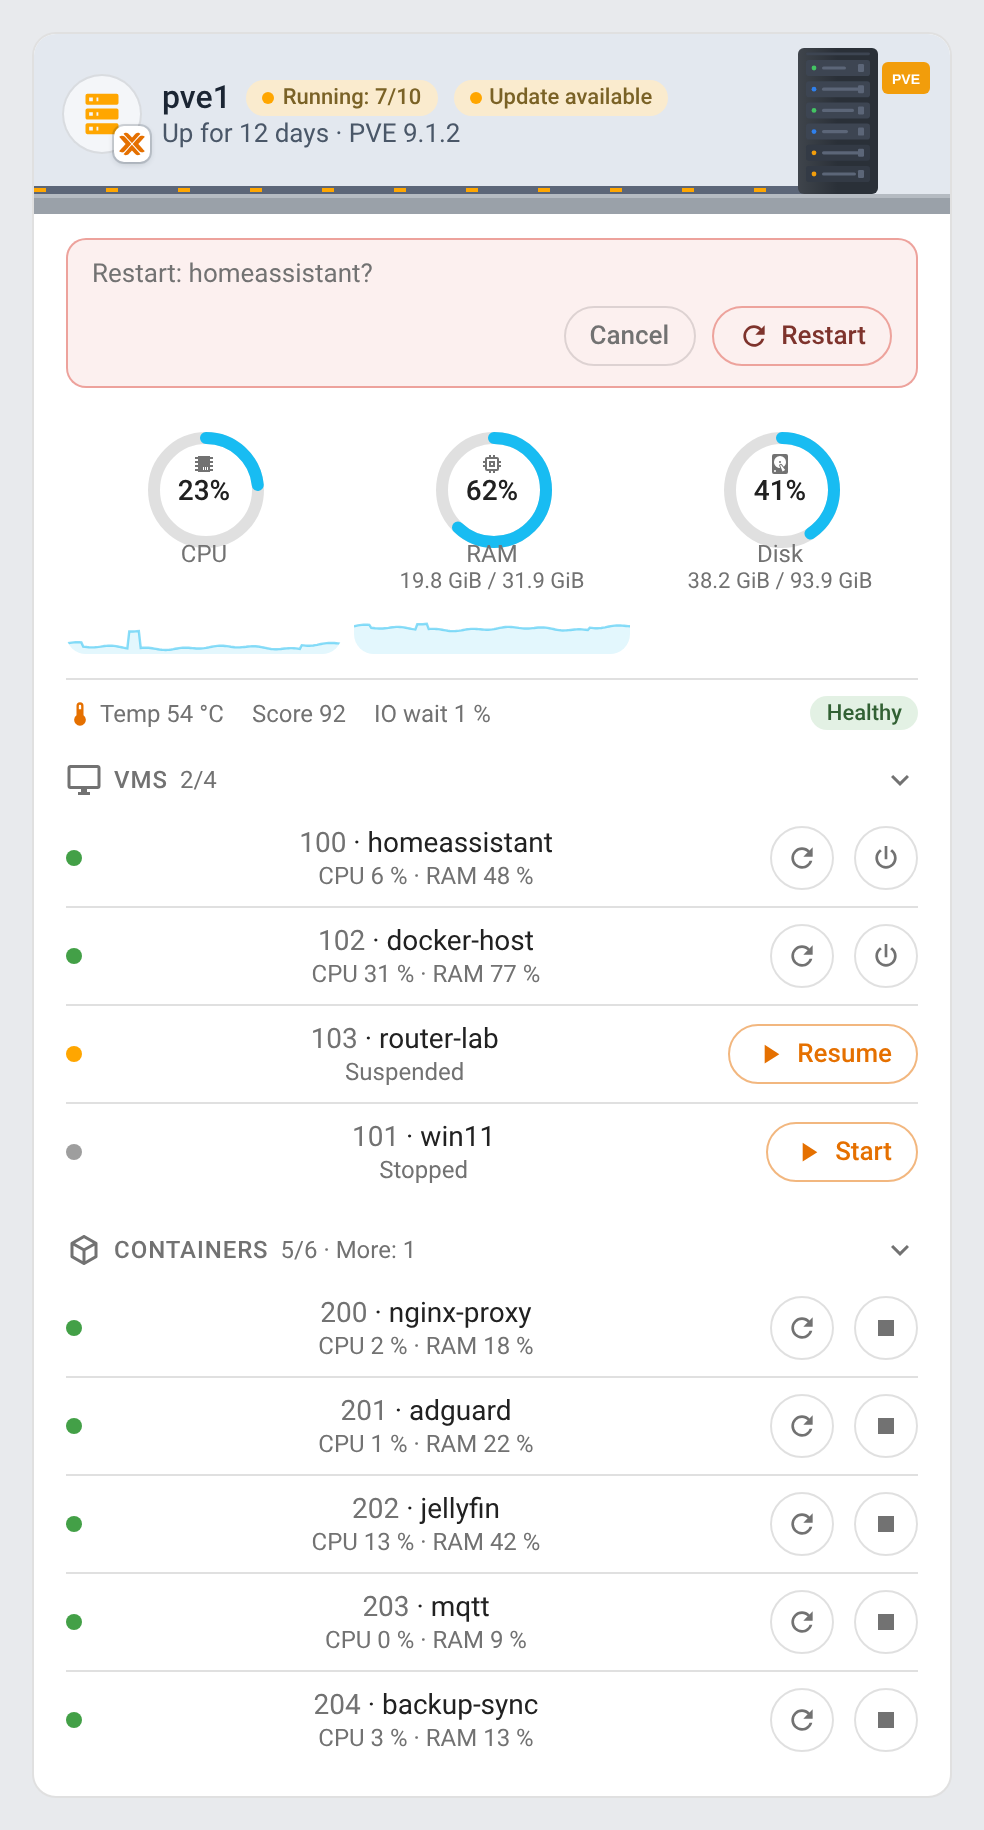 pve1 Running: 7/10 Update available
Up for 12 days · PVE 9.1.2
PVE
Restart: homeassistant?
Cancel Restart
23% 62% 41%
CPU RAM Disk
19.8 GiB / 31.9 GiB 38.2 GiB / 93.9 GiB
Temp 54 °C Score 92 IO wait 1 % Healthy
VMS 2/4
100 · homeassistant
CPU 6 % · RAM 48 %
102 · docker-host
CPU 31 % · RAM 77 %
103 · router-lab
Suspended
Resume
101 · win11
Stopped
Start
CONTAINERS 5/6 · More: 1
200 · nginx-proxy
CPU 2 % · RAM 18 %
201 · adguard
CPU 1 % · RAM 22 %
202 · jellyfin
CPU 13 % · RAM 42 %
203 · mqtt
CPU 0 % · RAM 9 %
204 · backup-sync
CPU 3 % · RAM 13 %